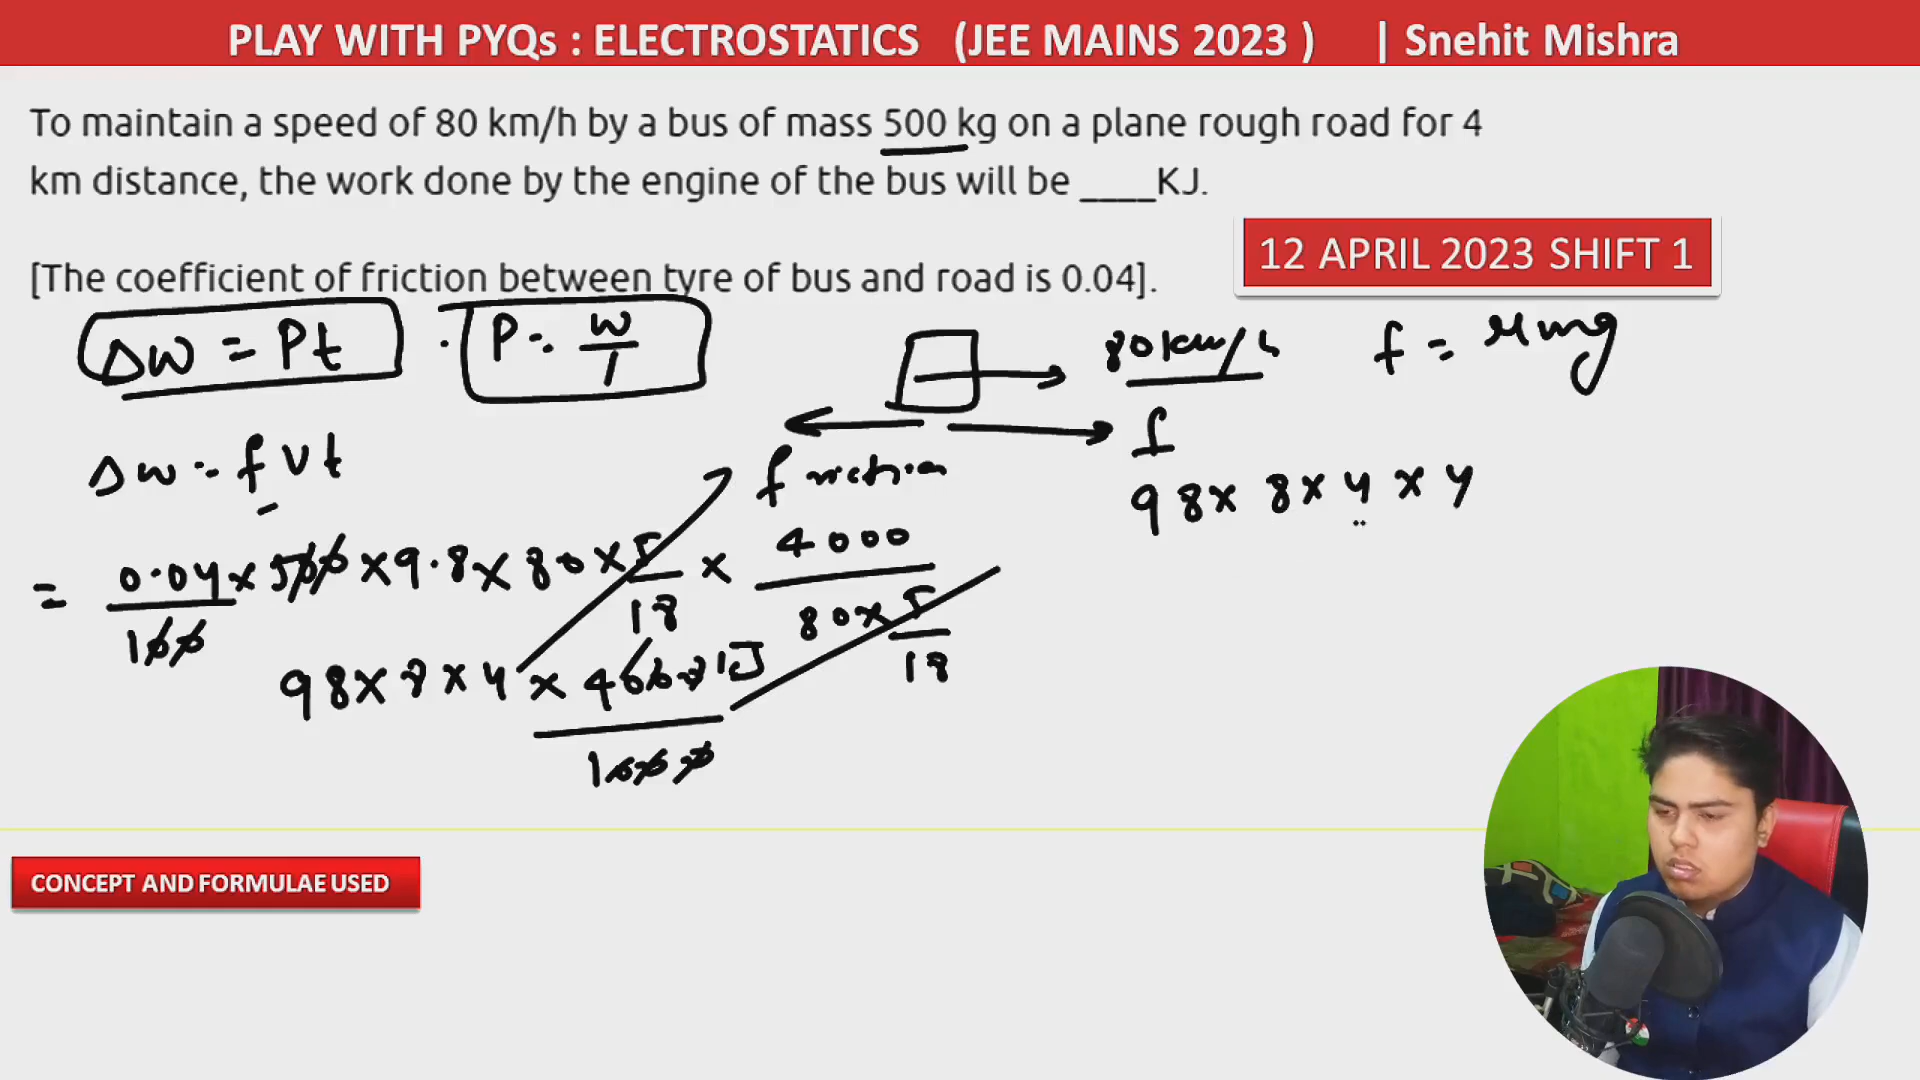 PLAY WITH PYQs : ELECTROSTATICS (JEE MAINS 2023 ) | Snehit Mishra
To maintain a speed of 80 km/h by a bus of mass 500 kg on a plane rough road for 4
km distance, the work done by the engine of the bus will be ____KJ.
12 APRIL 2023 SHIFT 1
[The coefficient of friction between tyre of bus and road is 0.04].
ΔW = Pt
P = W/
80 km/h
f = μmg
ΔW = fvt
friction
f
98 × 8 × 4 × 4
= 0.04/100 × 500 × 9.8 × 80 × 5/18 × 4000/(80 × 5/18)
98 × 8 × 4 × 4000/1000
CONCEPT AND FORMULAE USED